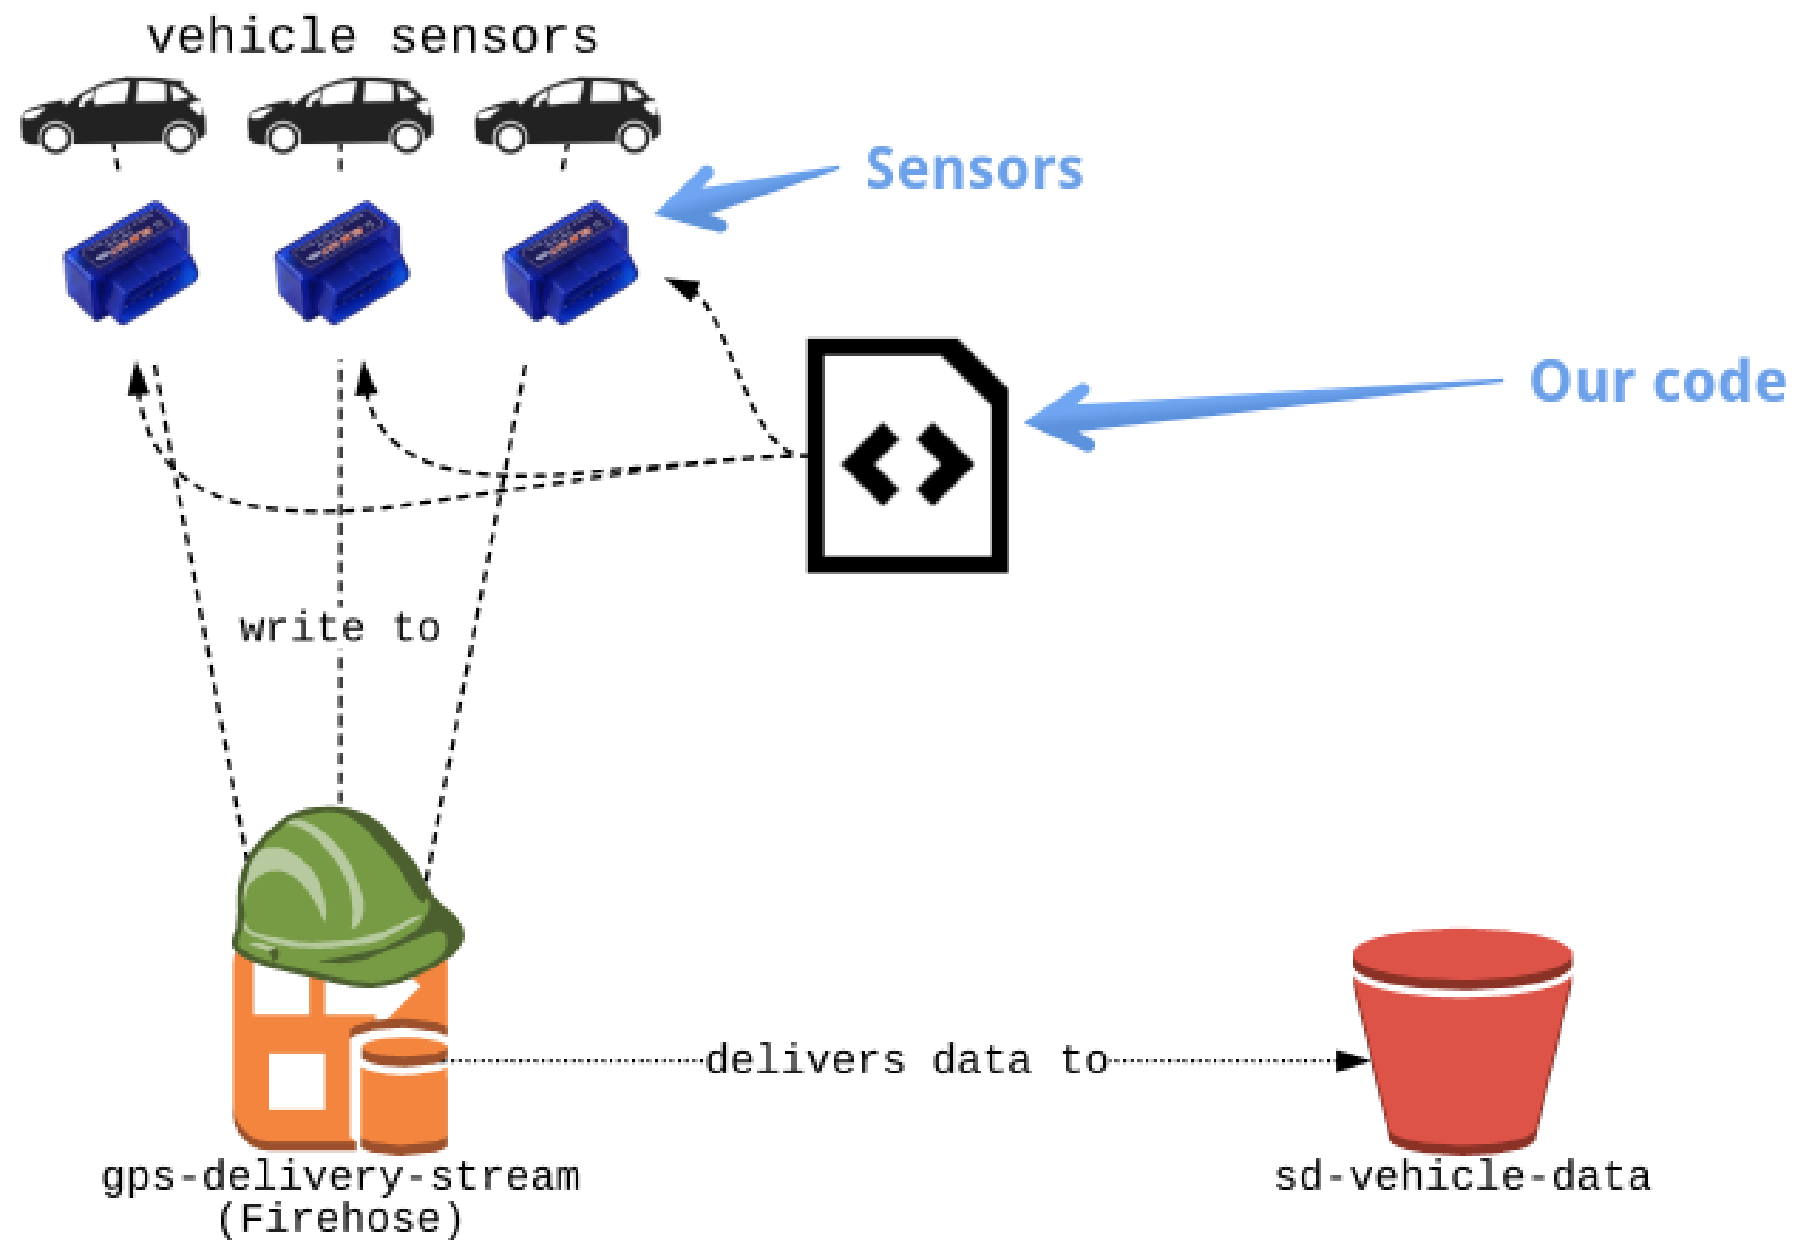 vehicle sensors
Sensors
Our code
write to
delivers data to
gps-delivery-stream
(Firehose)
sd-vehicle-data